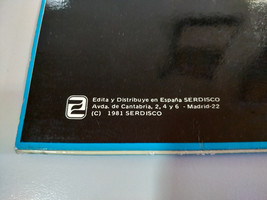 Edita y Distribuye en España SERDISCO
Avda. de Cantabria, 2, 4 y 6 - Madrid-22
(C) 1981 SERDISCO